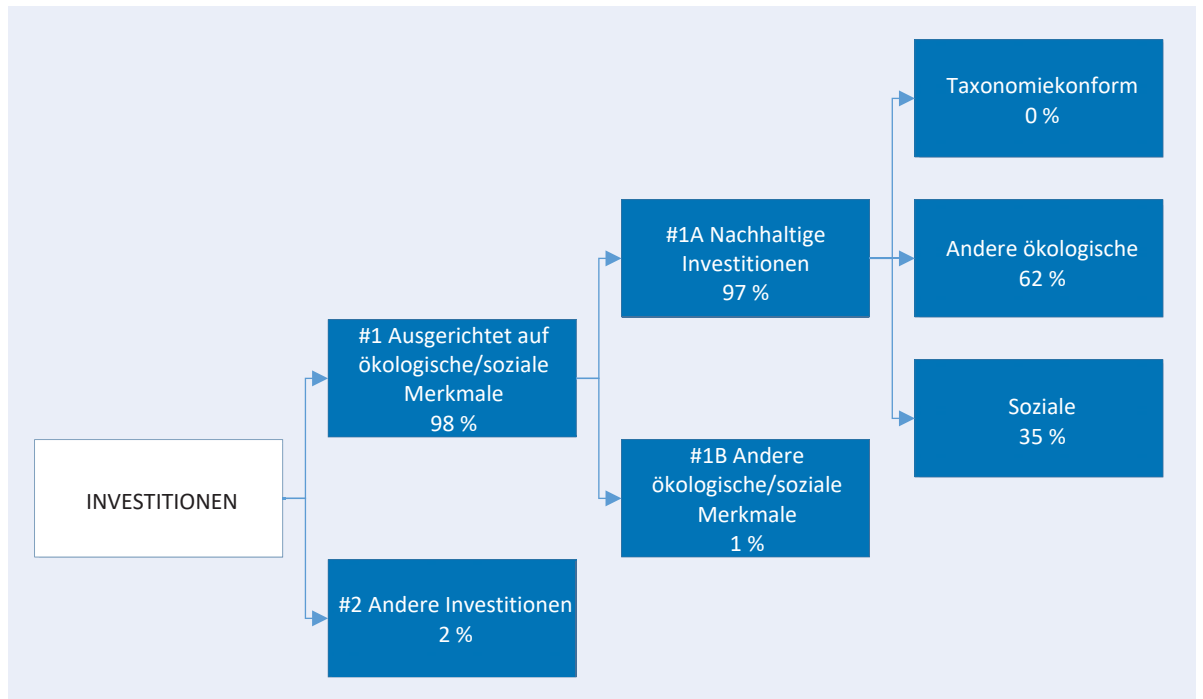 Taxonomiekonform
0 %
#1A Nachhaltige
Investitionen
97 %
Andere ökologische
62 %
#1 Ausgerichtet auf
ökologische/soziale
Merkmale
98 %
Soziale
35 %
INVESTITIONEN
#1B Andere
ökologische/soziale
Merkmale
1 %
#2 Andere Investitionen
2 %